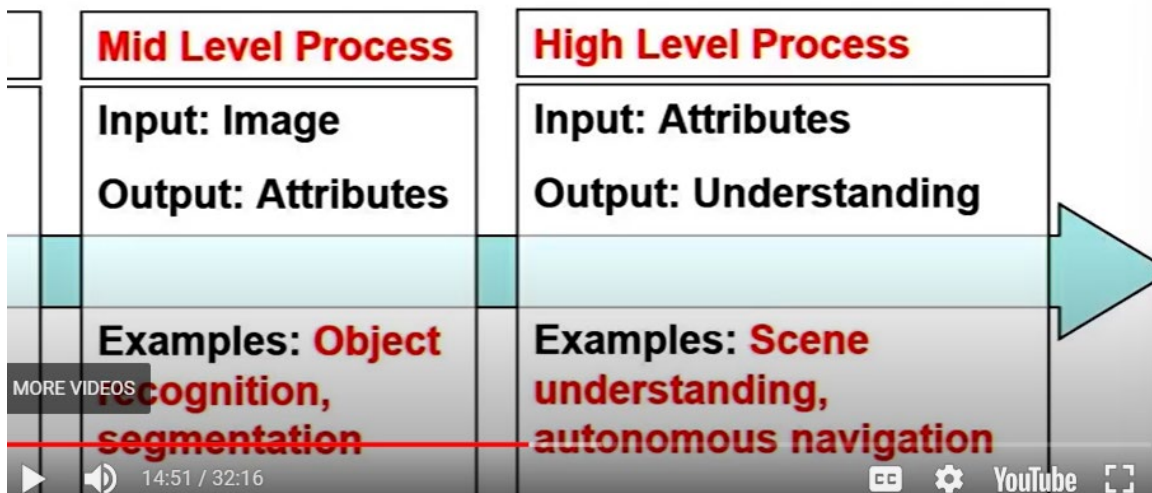 Mid Level Process
Input: Image
Output: Attributes
Examples: Object
recognition,
segmentation
High Level Process
Input: Attributes
Output: Understanding
Examples: Scene
understanding,
autonomous navigation
MORE VIDEOS
14:51 / 32:16
CC
YouTube